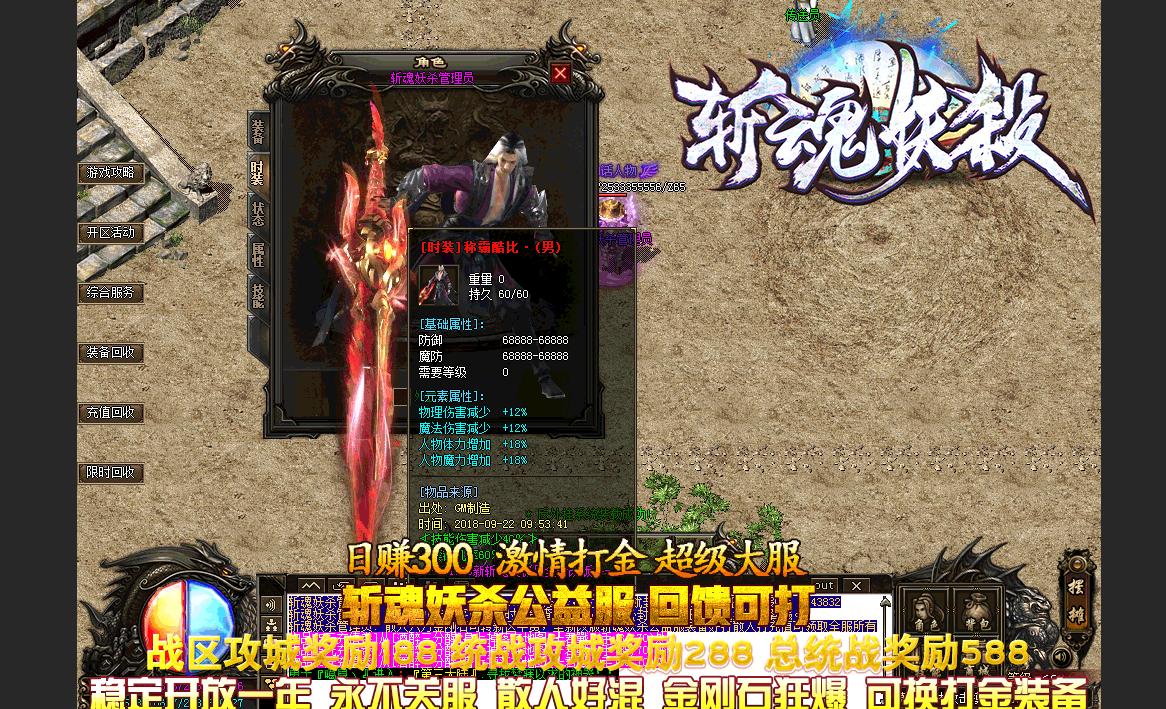 传送员
角色
斩魂妖杀管理员
斩魂妖杀
装备
时装
状态
属性
技能
游戏攻略
开区活动
综合服务
装备回收
充值回收
限时回收
[时装]称霸酷比·(男)
重量 0
持久 60/60
[基础属性]:
防御 68888-68888
魔防 68888-68888
需要等级 0
[元素属性]:
物理伤害减少 +12%
魔法伤害减少 +12%
人物体力增加 +18%
人物魔力增加 +18%
[物品来源]
出处: GM制造
时间: 2018-09-22 09:53:41
日赚300 激情打金 超级大服
斩魂妖杀公益服 回馈可打
43832
战区攻城奖励188 统战攻城奖励288 总统战奖励588
稳定开放一年 永不关服 散人好混 金刚石狂爆 可换打金装备
角色
背包
摆摊